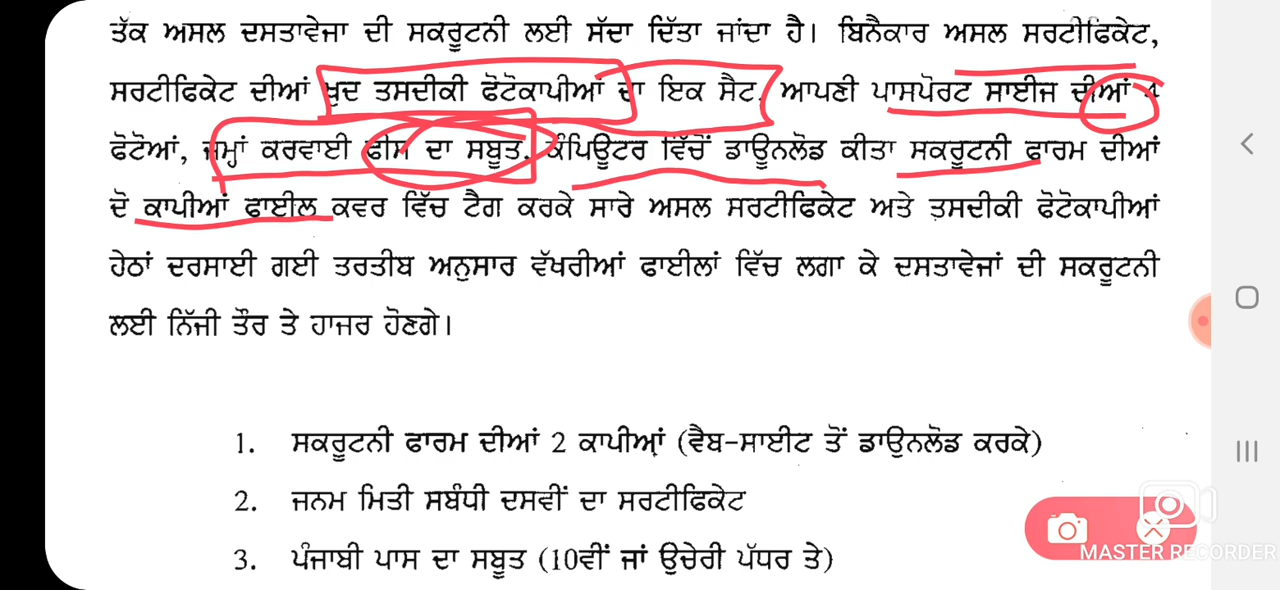 ਤੱਕ ਅਸਲ ਦਸਤਾਵੇਜਾ ਦੀ ਸਕਰੂਟਨੀ ਲਈ ਸੱਦਾ ਦਿੱਤਾ ਜਾਂਦਾ ਹੈ। ਬਿਨੈਕਾਰ ਅਸਲ ਸਰਟੀਫਿਕੇਟ,
ਸਰਟੀਫਿਕੇਟ ਦੀਆਂ ਖੁਦ ਤਸਦੀਕੀ ਫੋਟੋਕਾਪੀਆਂ ਦਾ ਇਕ ਸੈਟ, ਆਪਣੀ ਪਾਸਪੋਰਟ ਸਾਈਜ ਦੀਆਂ 4
ਫੋਟੋਆਂ, ਜਮ੍ਹਾਂ ਕਰਵਾਈ ਫੀਸ ਦਾ ਸਬੂਤ, ਕੰਪਿਊਟਰ ਵਿੱਚੋਂ ਡਾਊਨਲੋਡ ਕੀਤਾ ਸਕਰੂਟਨੀ ਫਾਰਮ ਦੀਆਂ
ਦੋ ਕਾਪੀਆਂ ਫਾਈਲ ਕਵਰ ਵਿੱਚ ਟੈਗ ਕਰਕੇ ਸਾਰੇ ਅਸਲ ਸਰਟੀਫਿਕੇਟ ਅਤੇ ਤਸਦੀਕੀ ਫੋਟੋਕਾਪੀਆਂ
ਹੇਠਾਂ ਦਰਸਾਈ ਗਈ ਤਰਤੀਬ ਅਨੁਸਾਰ ਵੱਖਰੀਆਂ ਫਾਈਲਾਂ ਵਿੱਚ ਲਗਾ ਕੇ ਦਸਤਾਵੇਜਾਂ ਦੀ ਸਕਰੂਟਨੀ
ਲਈ ਨਿੱਜੀ ਤੌਰ ਤੇ ਹਾਜਰ ਹੋਣਗੇ।
1. ਸਕਰੂਟਨੀ ਫਾਰਮ ਦੀਆਂ 2 ਕਾਪੀਆਂ (ਵੈਬ-ਸਾਈਟ ਤੋਂ ਡਾਉਨਲੋਡ ਕਰਕੇ)
2. ਜਨਮ ਮਿਤੀ ਸਬੰਧੀ ਦਸਵੀਂ ਦਾ ਸਰਟੀਫਿਕੇਟ
3. ਪੰਜਾਬੀ ਪਾਸ ਦਾ ਸਬੂਤ (10ਵੀਂ ਜਾਂ ਉਚੇਰੀ ਪੱਧਰ ਤੇ)
MASTER RECORDER